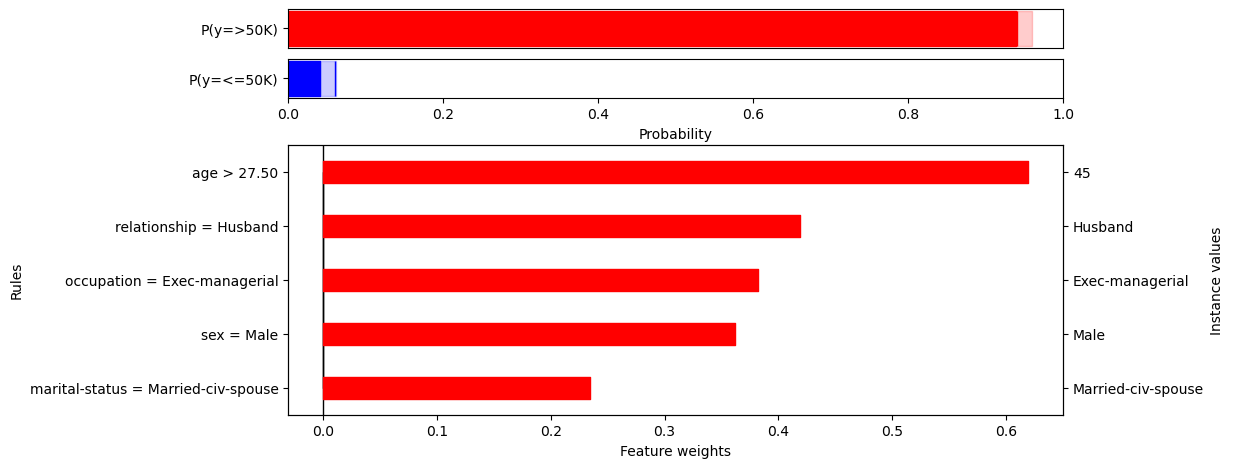 P(y=>50K)
P(y=<=50K)
0.0 0.2 0.4 0.6 0.8 1.0
Probability
age > 27.50 45
relationship = Husband Husband
occupation = Exec-managerial Exec-managerial
sex = Male Male
marital-status = Married-civ-spouse Married-civ-spouse
Rules
Instance values
0.0 0.1 0.2 0.3 0.4 0.5 0.6
Feature weights